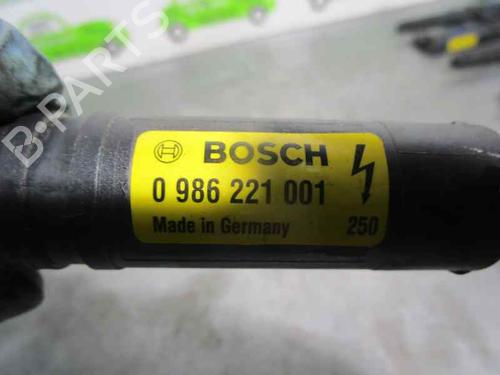 BOSCH
0 986 221 001
Made in Germany 250
B-PARTS